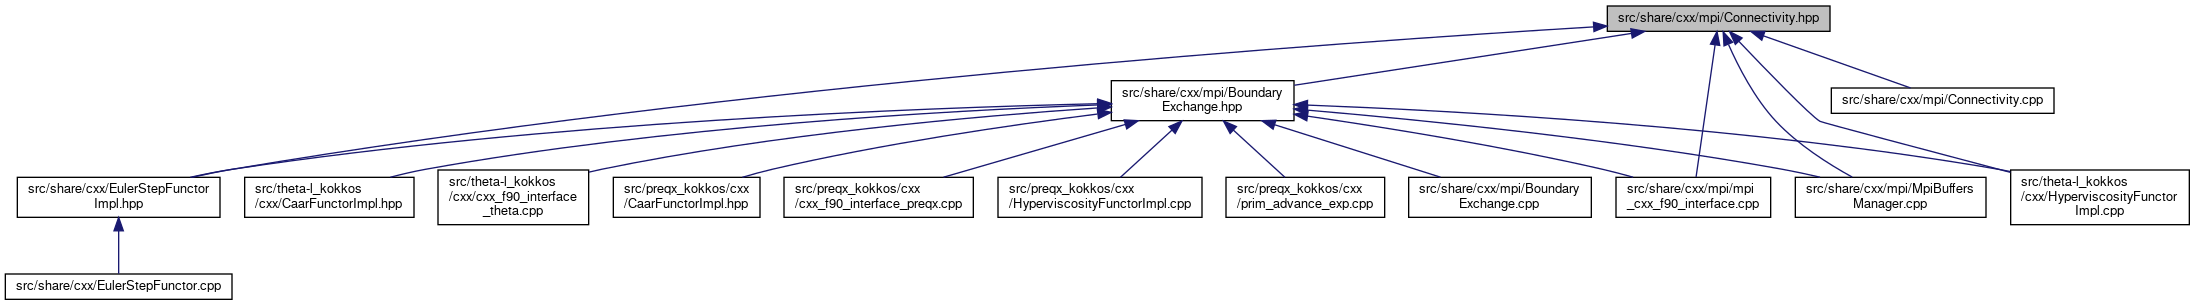 src/share/cxx/mpi/Connectivity.hpp
src/share/cxx/mpi/Boundary
Exchange.hpp
src/share/cxx/mpi/Connectivity.cpp
src/share/cxx/EulerStepFunctor
Impl.hpp
src/theta-l_kokkos
/cxx/CaarFunctorImpl.hpp
src/theta-l_kokkos
/cxx/cxx_f90_interface
_theta.cpp
src/preqx_kokkos/cxx
/CaarFunctorImpl.hpp
src/preqx_kokkos/cxx
/cxx_f90_interface_preqx.cpp
src/preqx_kokkos/cxx
/HyperviscosityFunctorImpl.cpp
src/preqx_kokkos/cxx
/prim_advance_exp.cpp
src/share/cxx/mpi/Boundary
Exchange.cpp
src/share/cxx/mpi/mpi
_cxx_f90_interface.cpp
src/share/cxx/mpi/MpiBuffers
Manager.cpp
src/theta-l_kokkos
/cxx/HyperviscosityFunctor
Impl.cpp
src/share/cxx/EulerStepFunctor.cpp